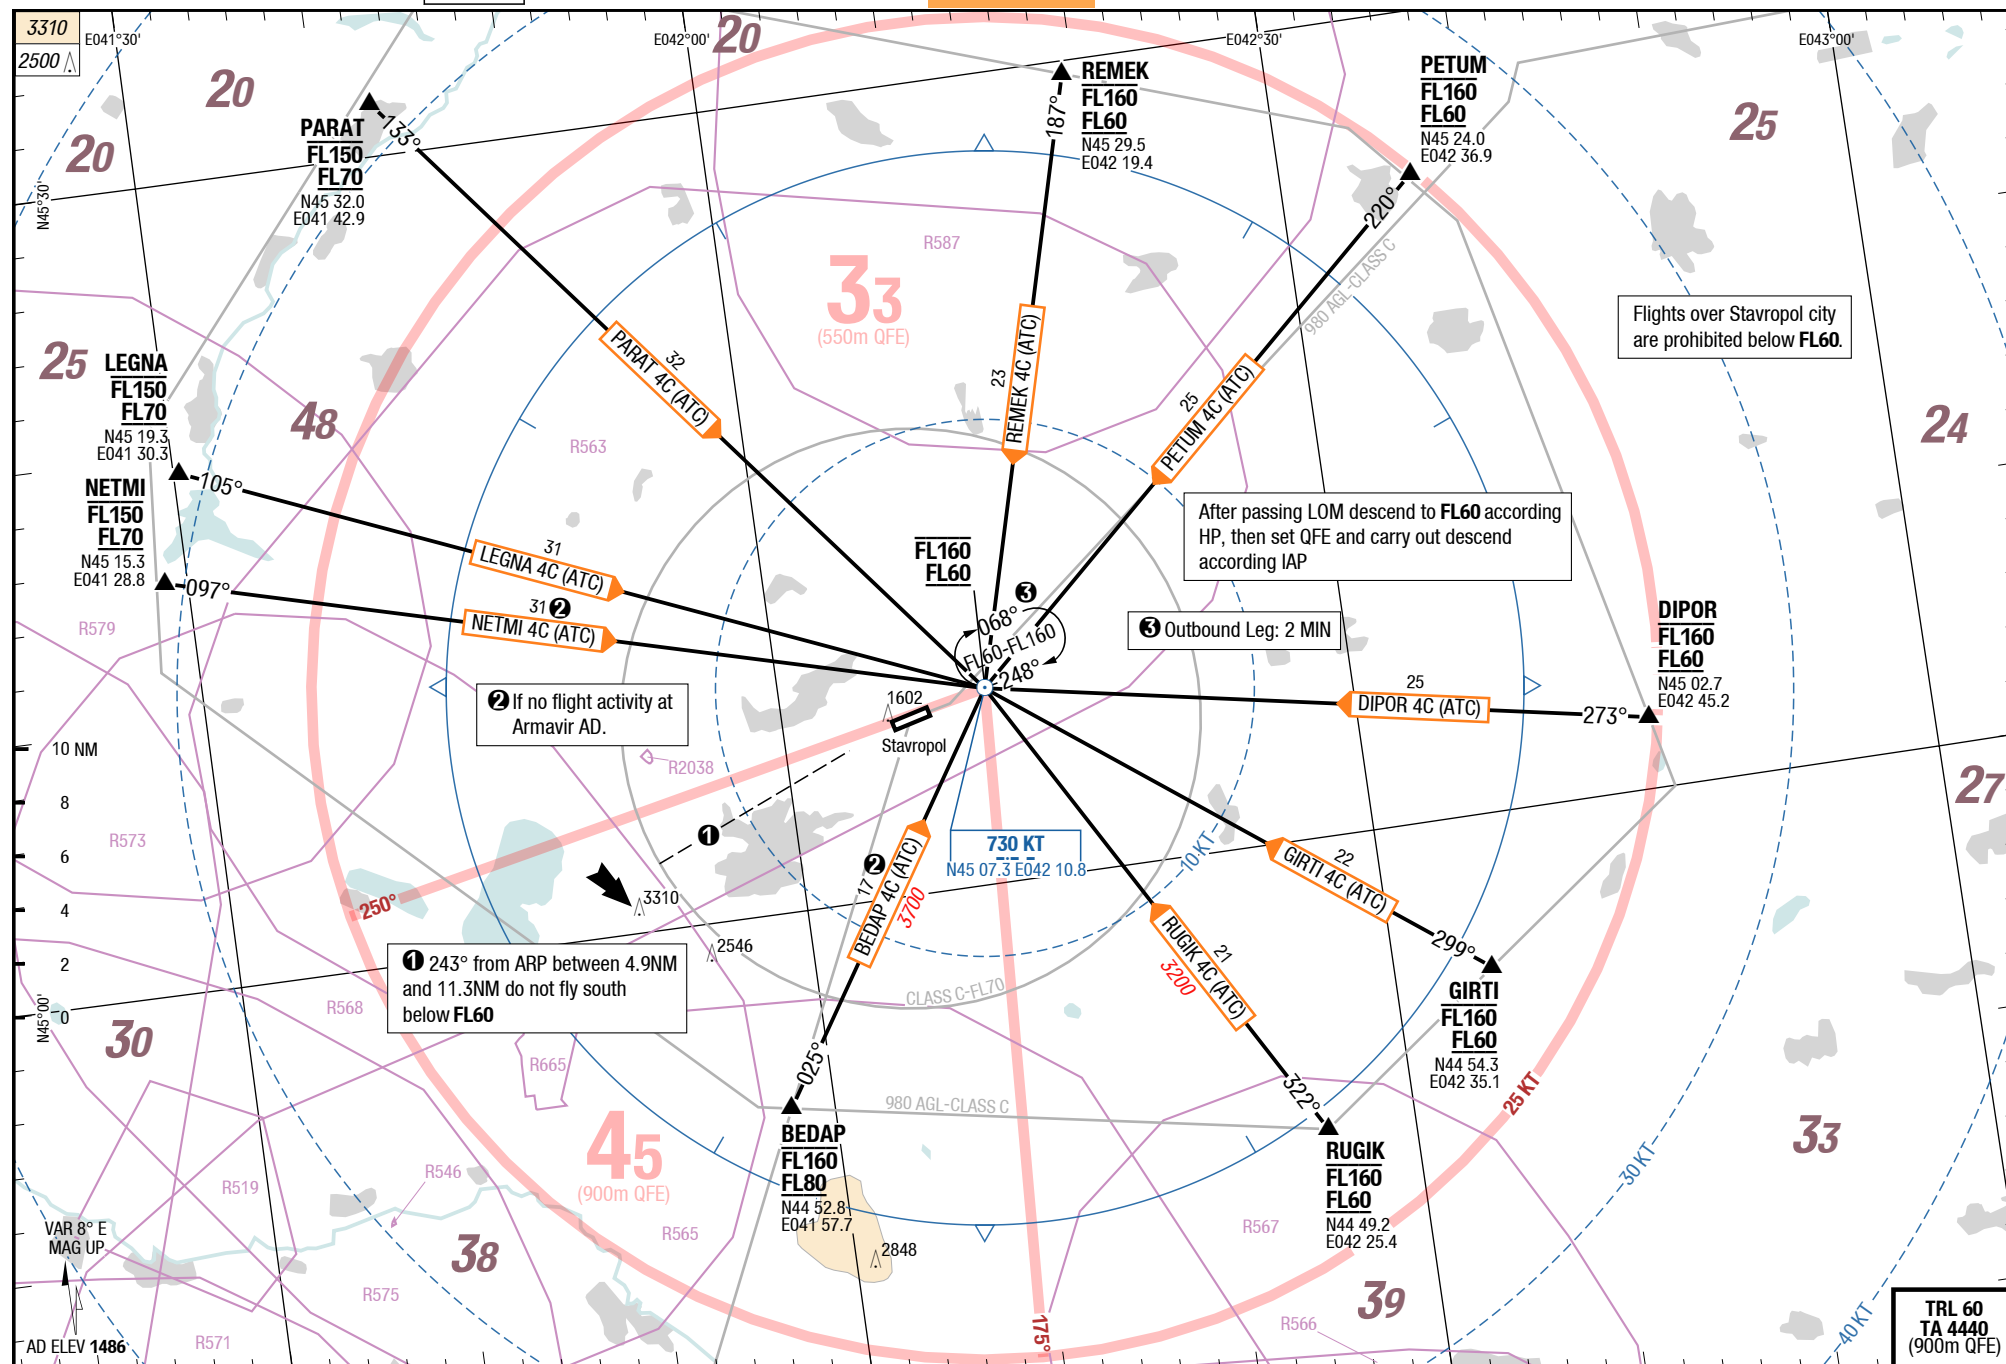 3310
2500
E041°30'
E042°00'
E042°30'
E043°00'
20
20
20
25
25
48
24
27
30
38
39
33
REMEK
FL160
FL60
N45 29.5
E042 19.4
187°
PETUM
FL160
FL60
N45 24.0
E042 36.9
220°
PARAT
FL150
FL70
N45 32.0
E041 42.9
133°
N45°30'
R587
33
(550m QFE)
980 AGL-CLASS C
Flights over Stavropol city
are prohibited below FL60.
LEGNA
FL150
FL70
N45 19.3
E041 30.3
105°
NETMI
FL150
FL70
N45 15.3
E041 28.8
097°
32
PARAT 4C (ATC)
23
REMEK 4C (ATC)
25
PETUM 4C (ATC)
R563
After passing LOM descend to FL60 according
HP, then set QFE and carry out descend
according IAP
31
LEGNA 4C (ATC)
31 2
NETMI 4C (ATC)
FL160
FL60
3
068°
FL60-FL160
248°
3 Outbound Leg: 2 MIN
DIPOR
FL160
FL60
N45 02.7
E042 45.2
273°
25
DIPOR 4C (ATC)
R579
2 If no flight activity at
Armavir AD.
1602
Stavropol
R2038
10 NM
8
6
4
2
0
N45°00'
R573
1
730 KT
N45 07.3 E042 10.8
10 KT
22
GIRTI 4C (ATC)
17 2
BEDAP 4C (ATC)
3700
250°
3310
2546
21
RUGIK 4C (ATC)
3200
299°
GIRTI
FL160
FL60
N44 54.3
E042 35.1
1 243° from ARP between 4.9NM
and 11.3NM do not fly south
below FL60
CLASS C-FL70
R568
R665
025°
322°
980 AGL-CLASS C
25 KT
BEDAP
FL160
FL80
N44 52.8
E041 57.7
RUGIK
FL160
FL60
N44 49.2
E042 25.4
45
(900m QFE)
30 KT
R546
R519
R565
R567
VAR 8° E
MAG UP
2848
R575
R571
R566
175°
40 KT
AD ELEV 1486
TRL 60
TA 4440
(900m QFE)